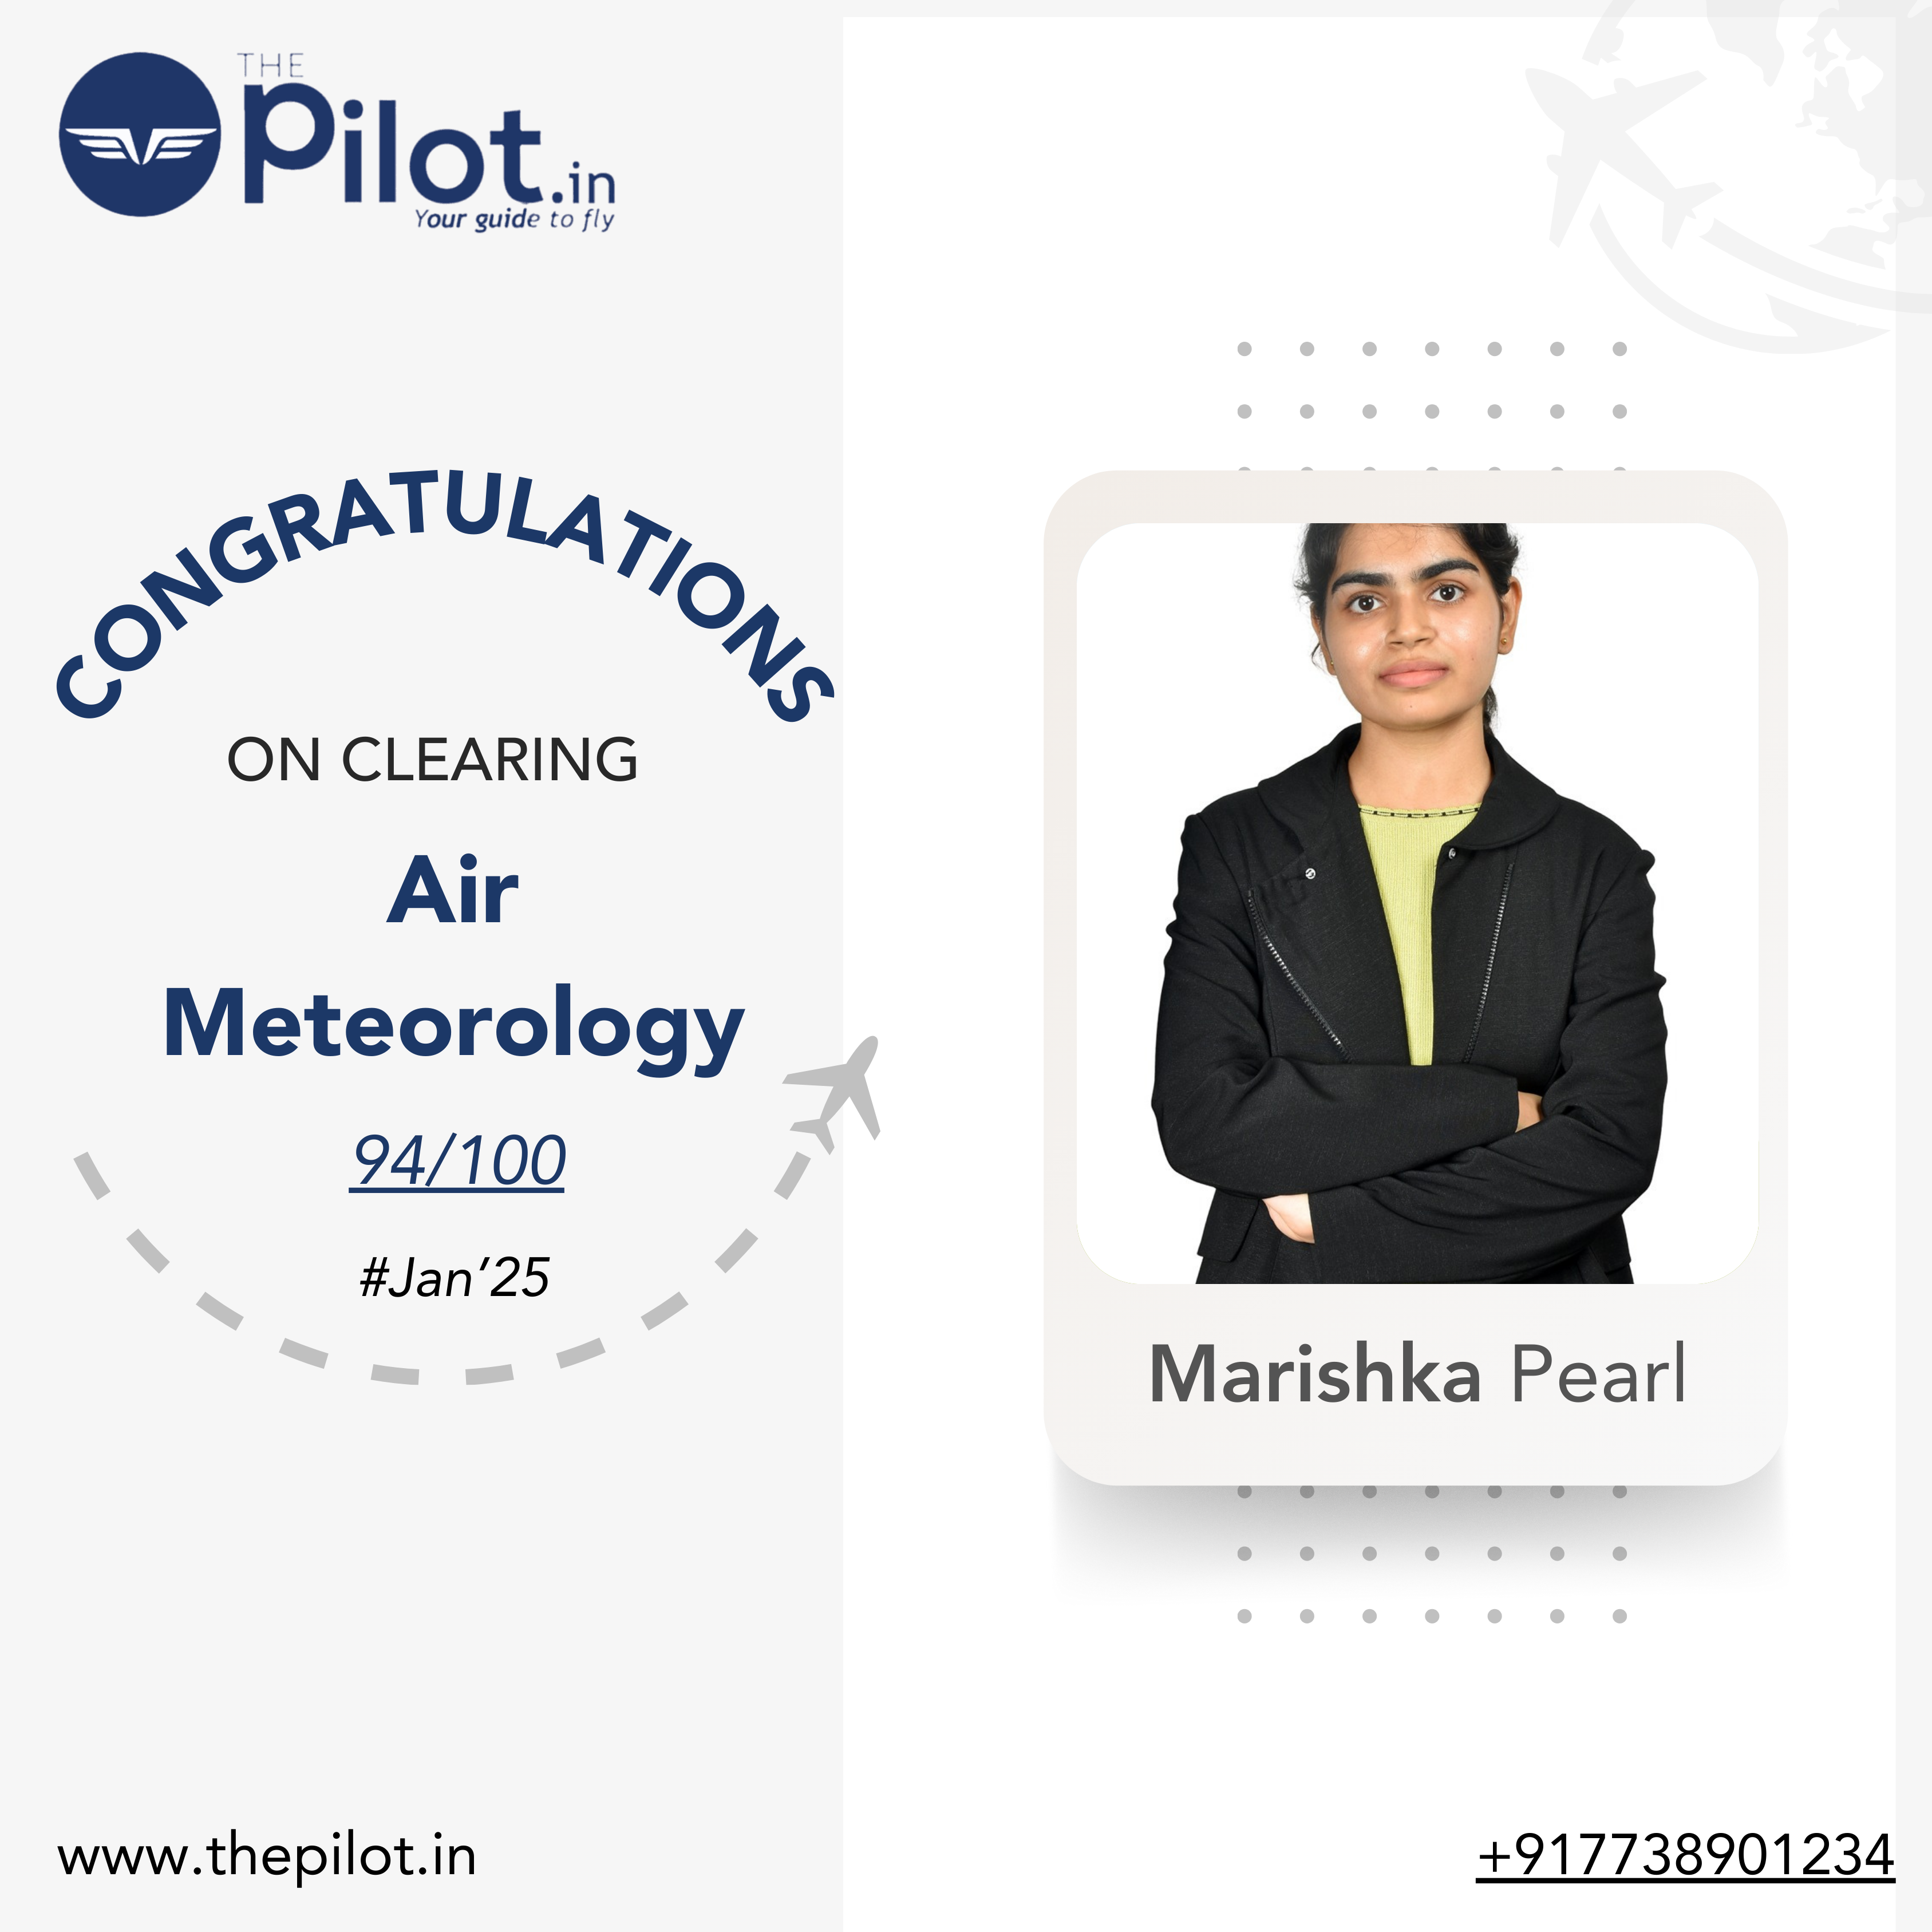 THE
Pilot.in
Your guide to fly
CONGRATULATIONS
ON CLEARING
Air
Meteorology
94/100
#Jan’25
Marishka Pearl
www.thepilot.in
+917738901234